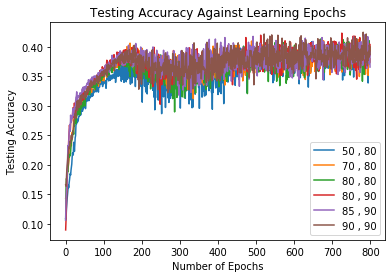 Testing Accuracy Against Learning Epochs
Testing Accuracy
0.40
0.35
0.30
0.25
0.20
0.15
0.10
0 100 200 300 400 500 600 700 800
Number of Epochs
50 , 80
70 , 80
80 , 80
80 , 90
85 , 90
90 , 90